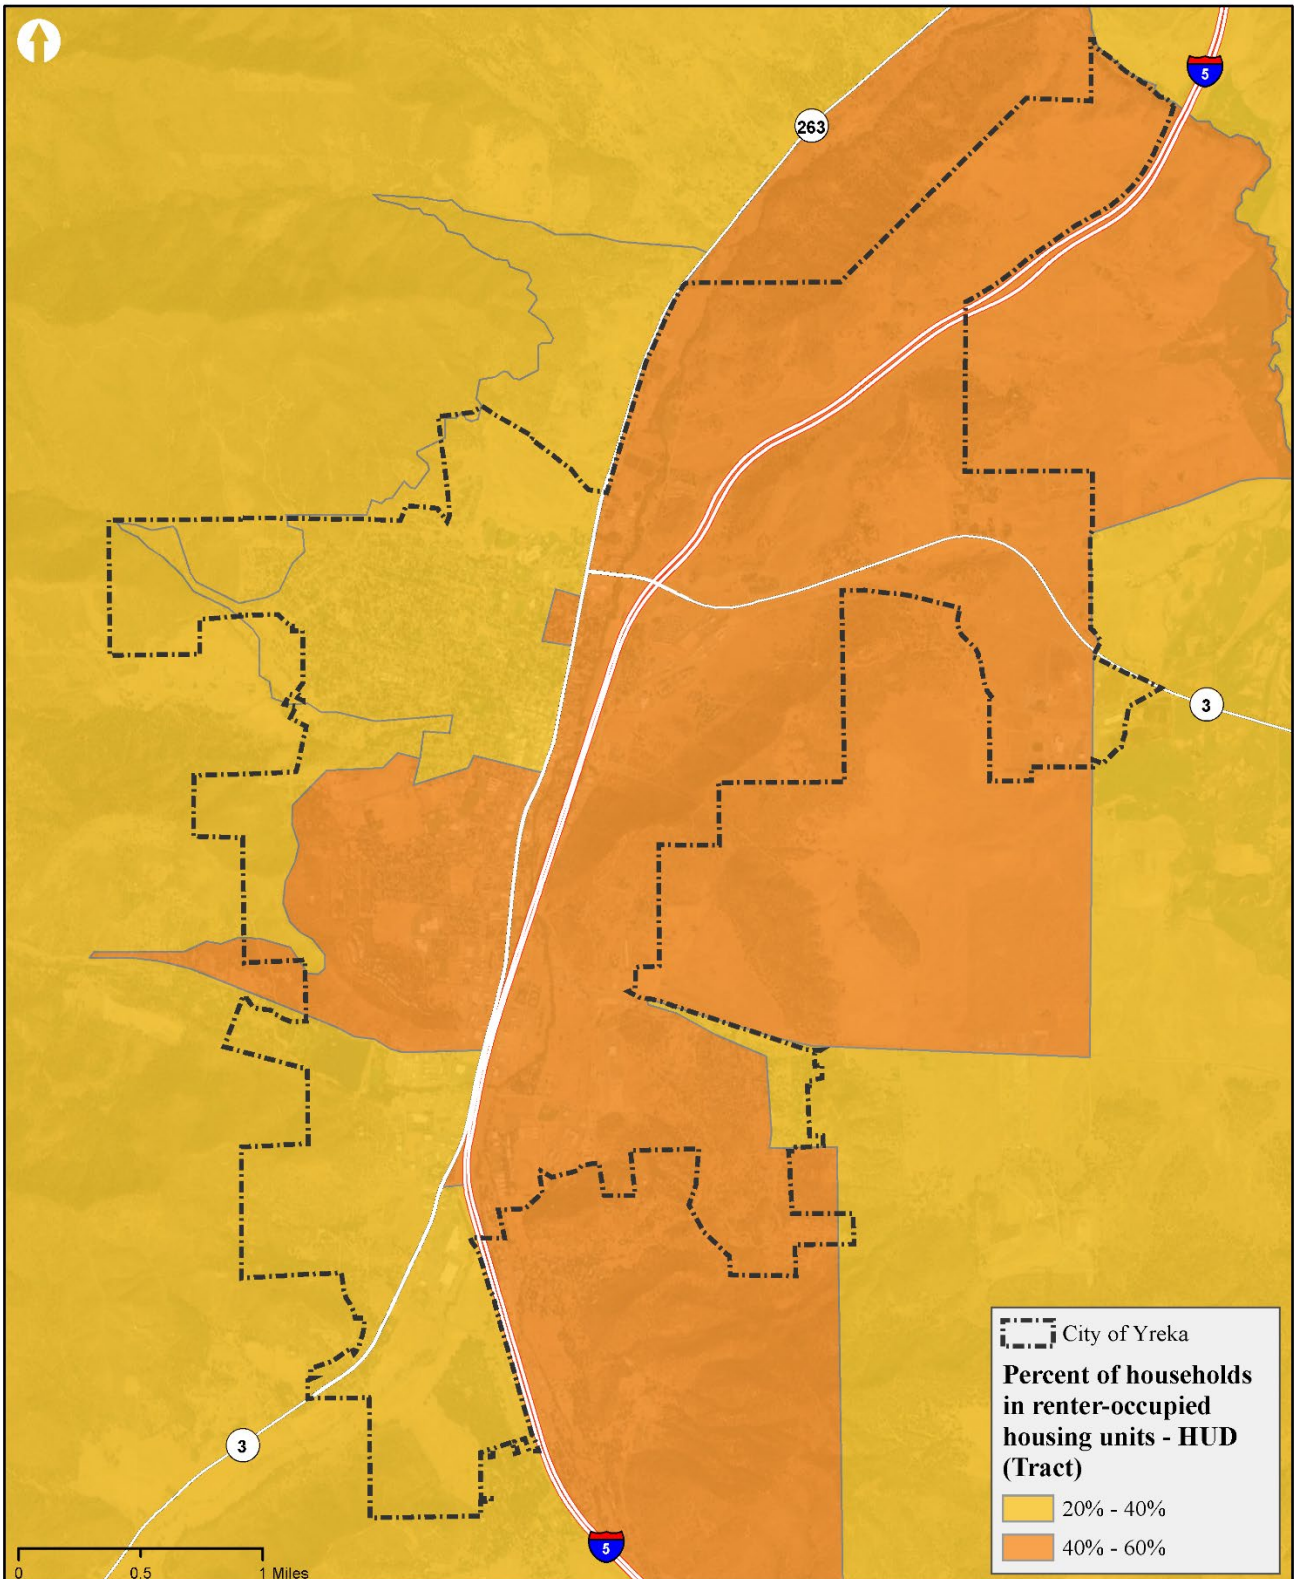 5
263
3
3
5
City of Yreka
Percent of households
in renter-occupied
housing units - HUD
(Tract)
20% - 40%
40% - 60%
0 0.5 1 Miles